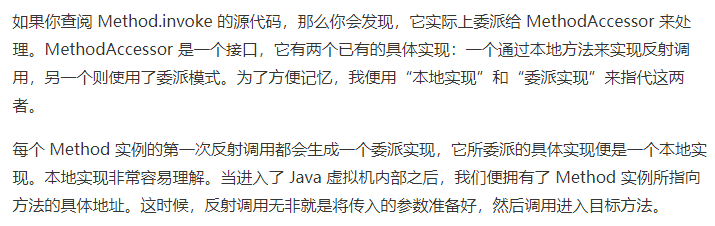 如果你查阅 Method.invoke 的源代码，那么你会发现，它实际上委派给 MethodAccessor 来处
理。MethodAccessor 是一个接口，它有两个已有的具体实现：一个通过本地方法来实现反射调
用，另一个则使用了委派模式。为了方便记忆，我便用“本地实现”和“委派实现”来指代这两
者。
每个 Method 实例的第一次反射调用都会生成一个委派实现，它所委派的具体实现便是一个本地实
现。本地实现非常容易理解。当进入了 Java 虚拟机内部之后，我们便拥有了 Method 实例所指向
方法的具体地址。这时候，反射调用无非就是将传入的参数准备好，然后调用进入目标方法。